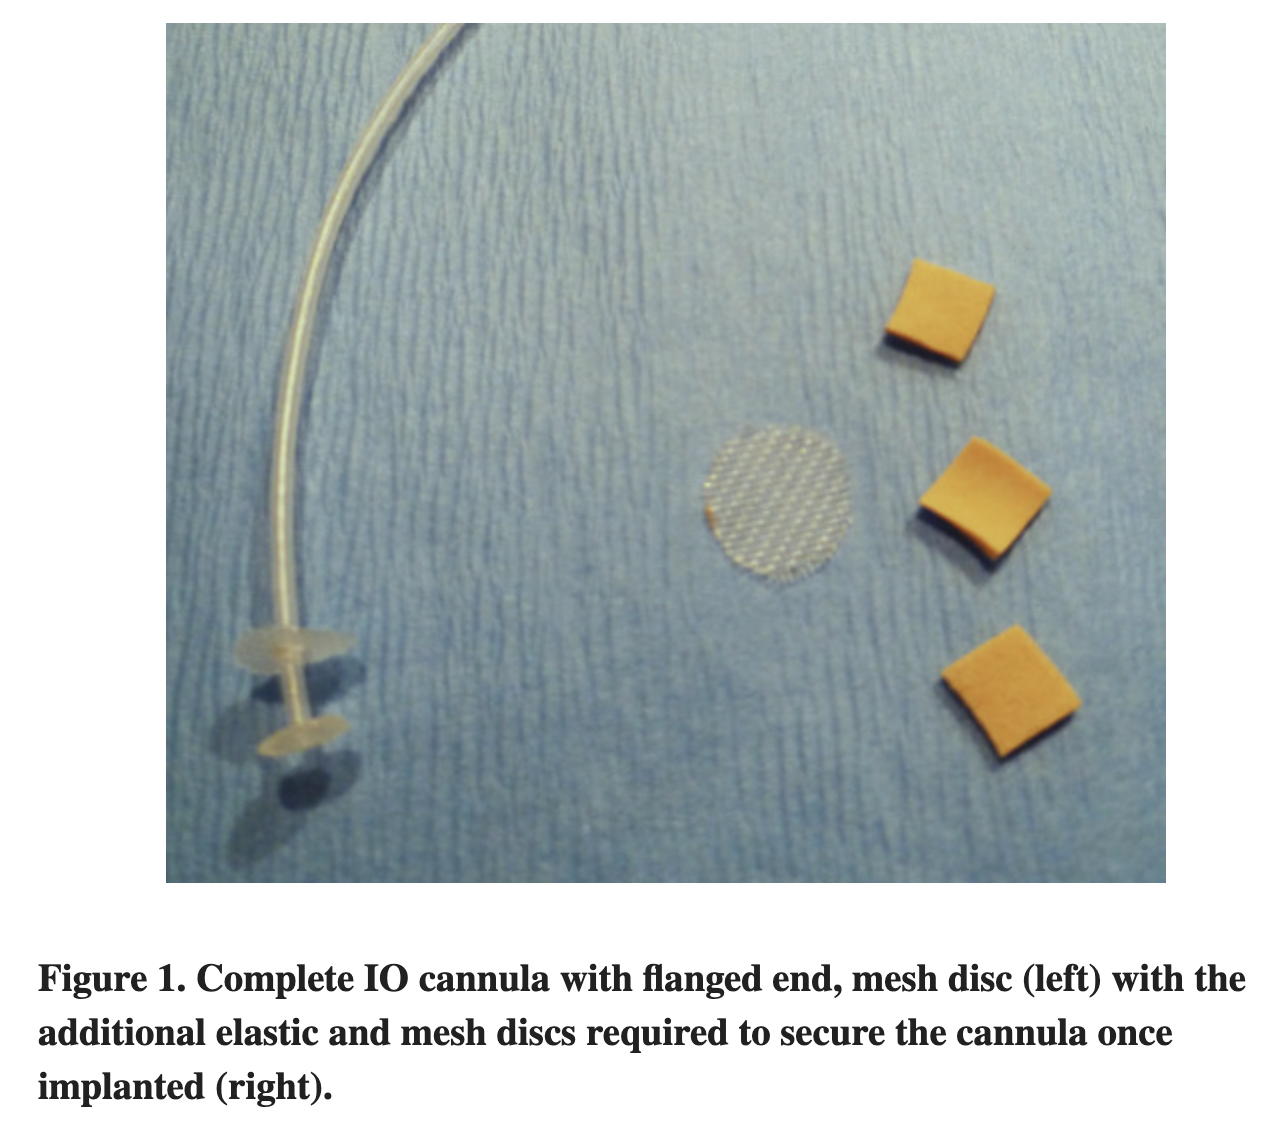 Figure 1. Complete IO cannula with flanged end, mesh disc (left) with the
additional elastic and mesh discs required to secure the cannula once
implanted (right).